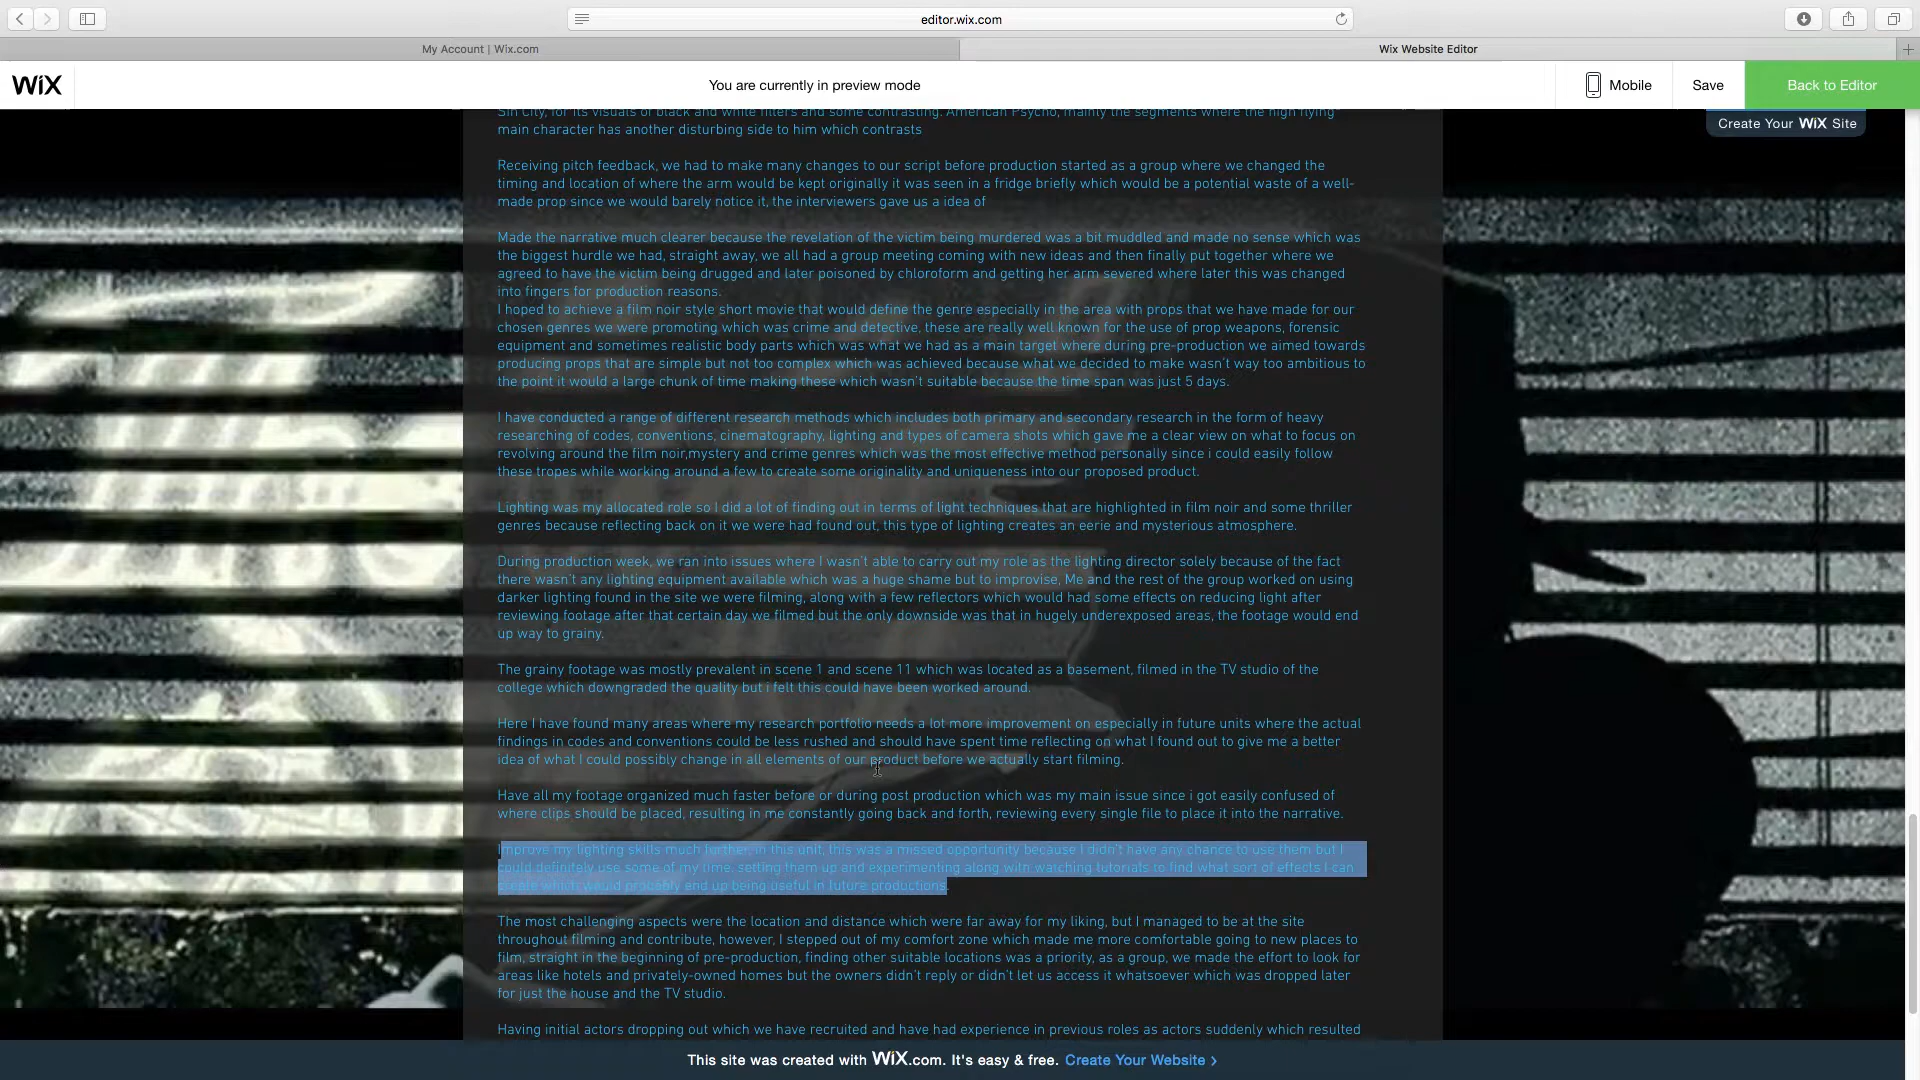 editor.wix.com
My Account | Wix.com
Wix Website Editor
WiX
You are currently in preview mode
Mobile
Save
Back to Editor
Create Your WiX Site
Sin City, for its visuals of black and white filters and some contrasting. American Psycho, mainly the segments where the high flying
main character has another disturbing side to him which contrasts
Receiving pitch feedback, we had to make many changes to our script before production started as a group where we changed the
timing and location of where the arm would be kept originally it was seen in a fridge briefly which would be a potential waste of a well-
made prop since we would barely notice it, the interviewers gave us a idea of
Made the narrative much clearer because the revelation of the victim being murdered was a bit muddled and made no sense which was
the biggest hurdle we had, straight away, we all had a group meeting coming with new ideas and then finally put together where we
agreed to have the victim being drugged and later poisoned by chloroform and getting her arm severed where later this was changed
into fingers for production reasons.
I hoped to achieve a film noir style short movie that would define the genre especially in the area with props that we have made for our
chosen genres we were promoting which was crime and detective, these are really well known for the use of prop weapons, forensic
equipment and sometimes realistic body parts which was what we had as a main target where during pre-production we aimed towards
producing props that are simple but not too complex which was achieved because what we decided to make wasn't way too ambitious to
the point it would a large chunk of time making these which wasn't suitable because the time span was just 5 days.
I have conducted a range of different research methods which includes both primary and secondary research in the form of heavy
researching of codes, conventions, cinematography, lighting and types of camera shots which gave me a clear view on what to focus on
revolving around the film noir,mystery and crime genres which was the most effective method personally since i could easily follow
these tropes while working around a few to create some originality and uniqueness into our proposed product.
Lighting was my allocated role so I did a lot of finding out in terms of light techniques that are highlighted in film noir and some thriller
genres because reflecting back on it we were had found out, this type of lighting creates an eerie and mysterious atmosphere.
During production week, we ran into issues where I wasn't able to carry out my role as the lighting director solely because of the fact
there wasn't any lighting equipment available which was a huge shame but to improvise, Me and the rest of the group worked on using
darker lighting found in the site we were filming, along with a few reflectors which would had some effects on reducing light after
reviewing footage after that certain day we filmed but the only downside was that in hugely underexposed areas, the footage would end
up way to grainy.
The grainy footage was mostly prevalent in scene 1 and scene 11 which was located as a basement, filmed in the TV studio of the
college which downgraded the quality but i felt this could have been worked around.
Here I have found many areas where my research portfolio needs a lot more improvement on especially in future units where the actual
findings in codes and conventions could be less rushed and should have spent time reflecting on what I found out to give me a better
idea of what I could possibly change in all elements of our product before we actually start filming.
Have all my footage organized much faster before or during post production which was my main issue since i got easily confused of
where clips should be placed, resulting in me constantly going back and forth, reviewing every single file to place it into the narrative.
Improve my lighting skills much further, in this unit, this was a missed opportunity because I didn't have any chance to use them but I
could definitely use some of my time, setting them up and experimenting along with watching tutorials to find what sort of effects I can
create which would probably end up being useful in future productions.
The most challenging aspects were the location and distance which were far away for my liking, but I managed to be at the site
throughout filming and contribute, however, I stepped out of my comfort zone which made me more comfortable going to new places to
film, straight in the beginning of pre-production, finding other suitable locations was a priority, as a group, we made the effort to look for
areas like hotels and privately-owned homes but the owners didn't reply or didn't let us access it whatsoever which was dropped later
for just the house and the TV studio.
Having initial actors dropping out which we have recruited and have had experience in previous roles as actors suddenly which resulted
This site was created with WiX.com. It's easy & free. Create Your Website >